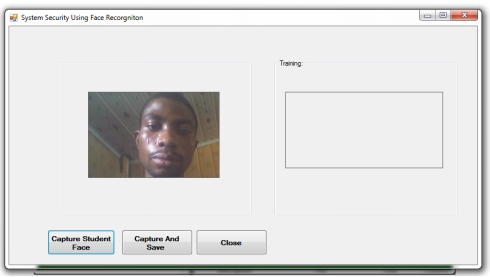 System Security Using Face Recorgniton
Training:
Capture Student
Face
Capture And
Save
Close